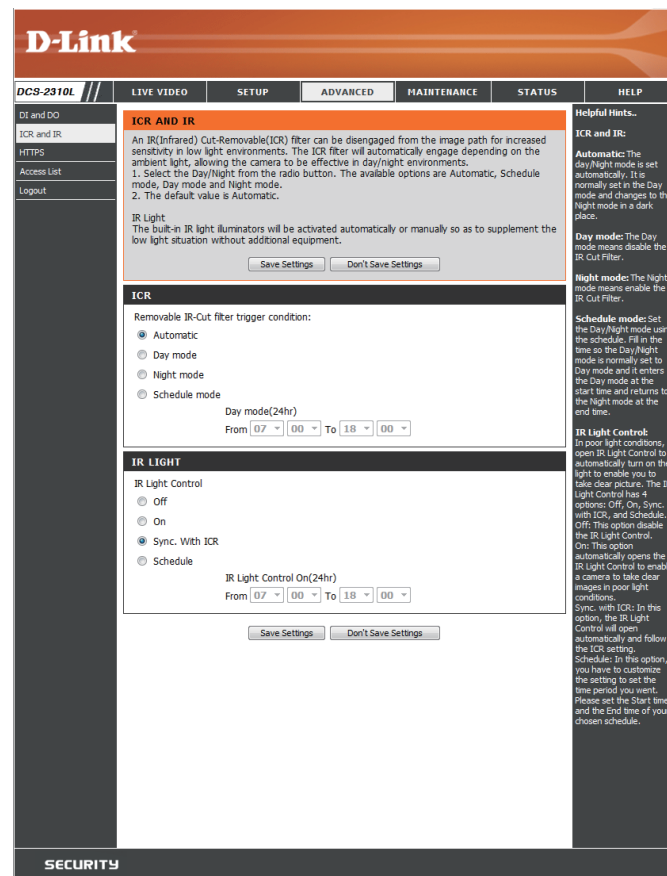 D-Link
DCS-2310L
LIVE VIDEO
SETUP
ADVANCED
MAINTENANCE
STATUS
HELP
DI and DO
ICR and IR
HTTPS
Access List
Logout
ICR AND IR
An IR(Infrared) Cut-Removable(ICR) filter can be disengaged from the image path for increased
sensitivity in low light environments. The ICR filter will automatically engage depending on the
ambient light, allowing the camera to be effective in day/night environments.
1. Select the Day/Night from the radio button. The available options are Automatic, Schedule
mode, Day mode and Night mode.
2. The default value is Automatic.
IR Light
The built-in IR light illuminators will be activated automatically or manually so as to supplement the
low light situation without additional equipment.
Save Settings
Don't Save Settings
ICR
Removable IR-Cut filter trigger condition:
Automatic
Day mode
Night mode
Schedule mode
Day mode(24hr)
From 07 00 To 18 00
IR LIGHT
IR Light Control
Off
On
Sync. With ICR
Schedule
IR Light Control On(24hr)
From 07 00 To 18 00
Save Settings
Don't Save Settings
Helpful Hints..
ICR and IR:
Automatic: The
day/Night mode is set
automatically. It is
normally set in the Day
mode and changes to th
Night mode in a dark
place.
Day mode: The Day
mode means disable the
IR Cut Filter.
Night mode: The Night
mode means enable the
IR Cut Filter.
Schedule mode: Set
the Day/Night mode usin
the schedule. Fill in the
time so the Day/Night
mode is normally set to
Day mode and it enters
the Day mode at the
start time and returns to
the Night mode at the
end time.
IR Light Control:
In poor light conditions,
open IR Light Control to
automatically turn on the
light to enable you to
take clear picture. The I
Light Control has 4
options: Off, On, Sync.
with ICR, and Schedule.
Off: This option disable
the IR Light Control.
On: This option
automatically opens the
IR Light Control to enabl
a camera to take clear
images in poor light
conditions.
Sync. with ICR: In this
option, the IR Light
Control will open
automatically and follow
the ICR setting.
Schedule: In this option,
you have to customize
the setting to set the
time period you went.
Please set the Start time
and the End time of your
chosen schedule.
SECURITY